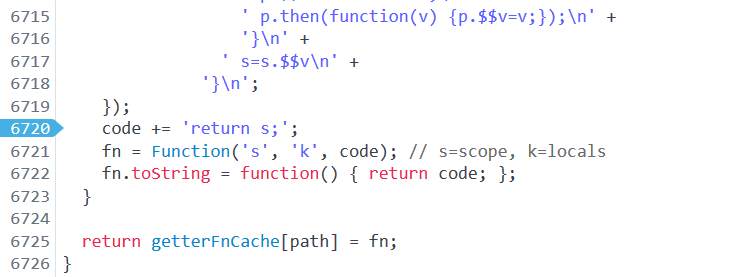 6715 ' p.then(function(v) {p.$$v=v;});\n' +
6716 '}\n' +
6717 ' s=s.$$v\n' +
6718 '}\n';
6719 });
6720 code += 'return s;';
6721 fn = Function('s', 'k', code); // s=scope, k=locals
6722 fn.toString = function() { return code; };
6723 }
6724
6725 return getterFnCache[path] = fn;
6726 }